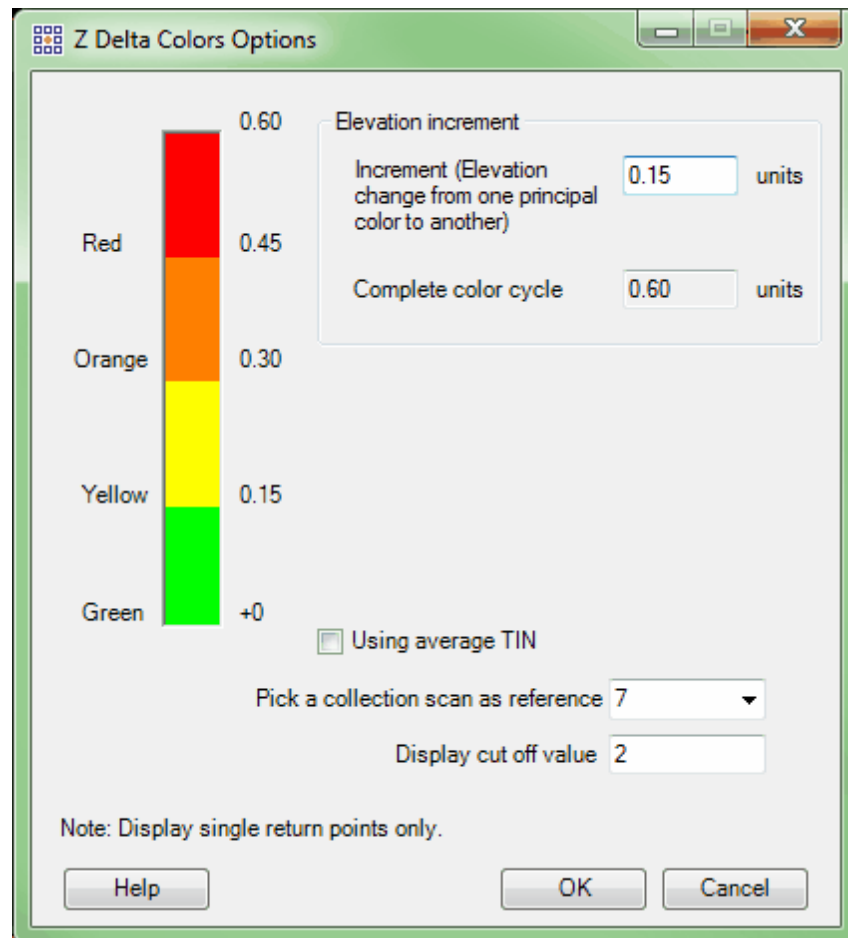 Z Delta Colors Options
0.60
Elevation increment
Increment (Elevation
change from one principal
color to another)
0.15 units
Red 0.45
Complete color cycle 0.60 units
Orange 0.30
Yellow 0.15
Green +0
Using average TIN
Pick a collection scan as reference 7
Display cut off value 2
Note: Display single return points only.
Help OK Cancel